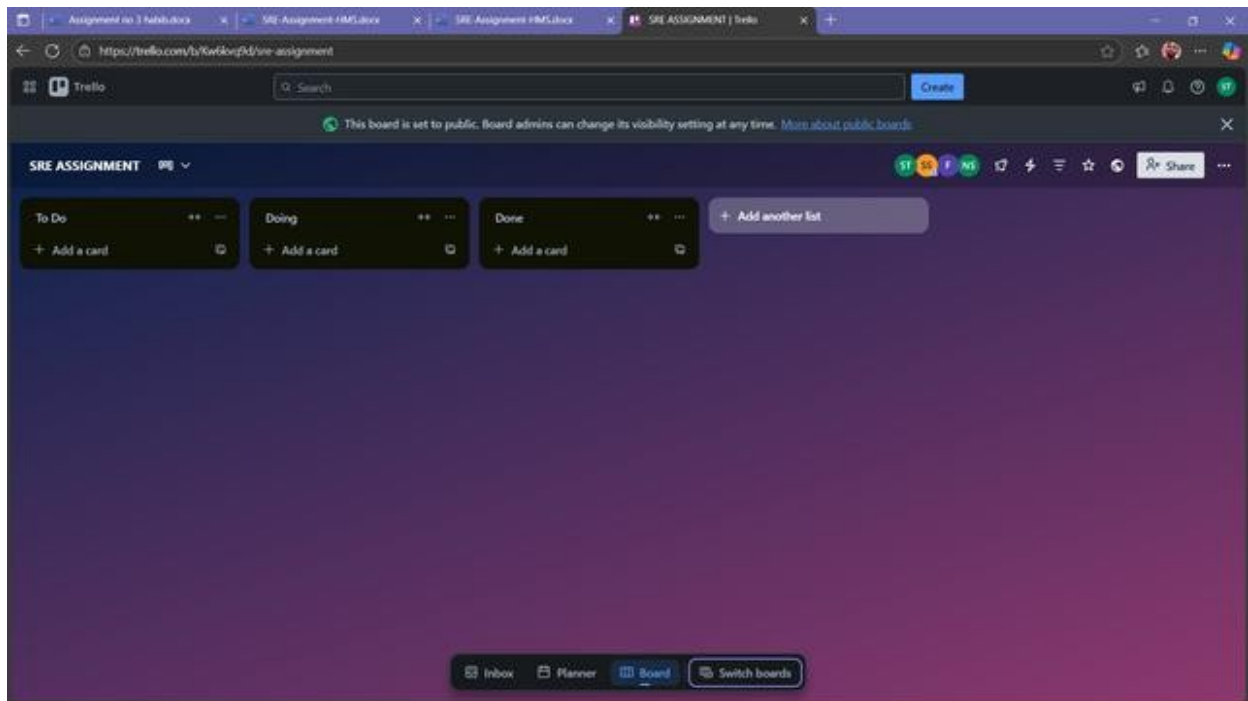 Assignment no 3 habib.docx
SRE-Assignment-HMS.docx
SRE-Assignment-HMS.docx
SRE ASSIGNMENT | Trello
https://trello.com/b/
/sre-assignment
Trello
Search
Create
ST
This board is set to public. Board admins can change its visibility setting at any time. More about public boards
SRE ASSIGNMENT
ST SS F NS
Share
To Do
Doing
Done
+ Add another list
+ Add a card
+ Add a card
+ Add a card
Inbox Planner Board Switch boards